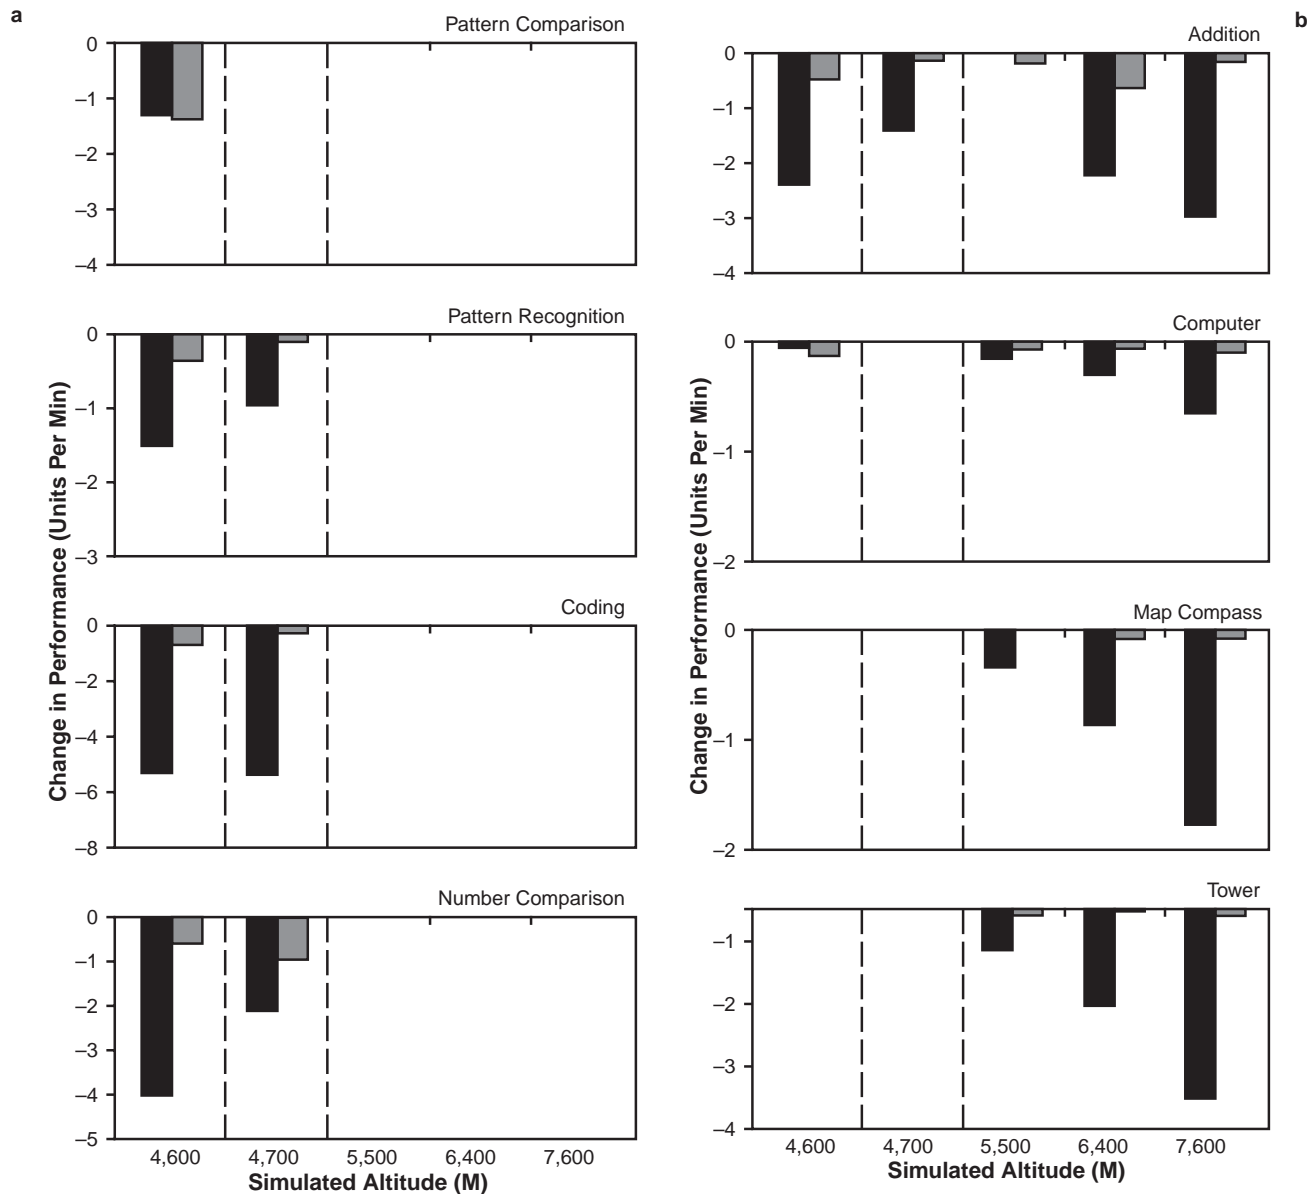 a
Pattern Comparison
0
–1
–2
–3
–4
Pattern Recognition
0
–1
–2
–3
Coding
0
–2
–4
–6
–8
Number Comparison
0
–1
–2
–3
–4
–5
Change in Performance (Units Per Min)
4,600 4,700 5,500 6,400 7,600
Simulated Altitude (M)
b
Addition
0
–1
–2
–3
–4
Computer
0
–1
–2
Map Compass
0
–1
–2
Tower
–1
–2
–3
–4
Change in Performance (Units Per Min)
4,600 4,700 5,500 6,400 7,600
Simulated Altitude (M)